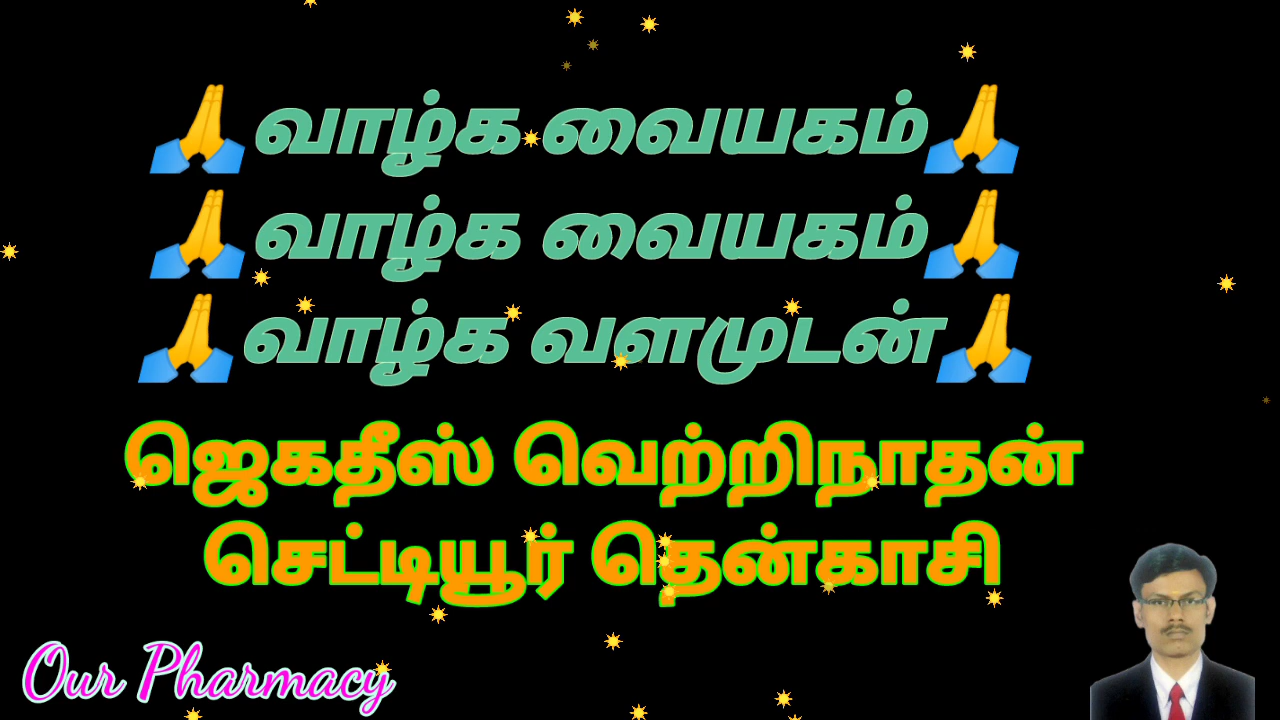 🙏வாழ்க வையகம்🙏
🙏வாழ்க வையகம்🙏
🙏வாழ்க வளமுடன்🙏
ஜெகதீஸ் வெற்றிநாதன்
செட்டியூர் தென்காசி
Our Pharmacy